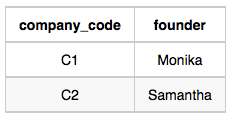 company_code founder
C1 Monika
C2 Samantha